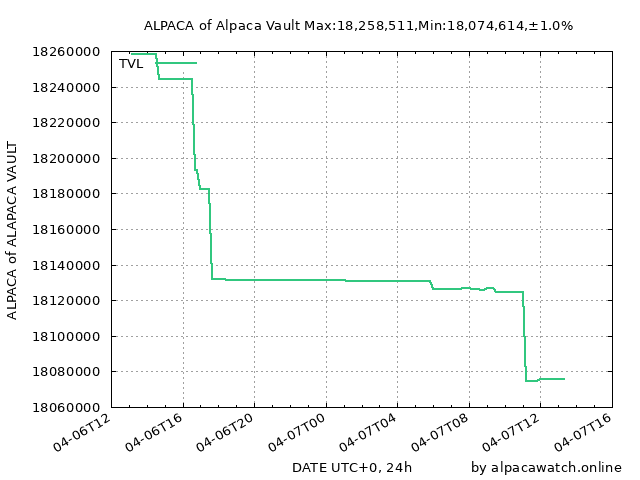 ALPACA of Alpaca Vault Max:18,258,511,Min:18,074,614,±1.0%
TVL
ALPACA of ALAPACA VAULT
18260000
18240000
18220000
18200000
18180000
18160000
18140000
18120000
18100000
18080000
18060000
04-06T12
04-06T16
04-06T20
04-07T00
04-07T04
04-07T08
04-07T12
04-07T16
DATE UTC+0, 24h
by alpacawatch.online